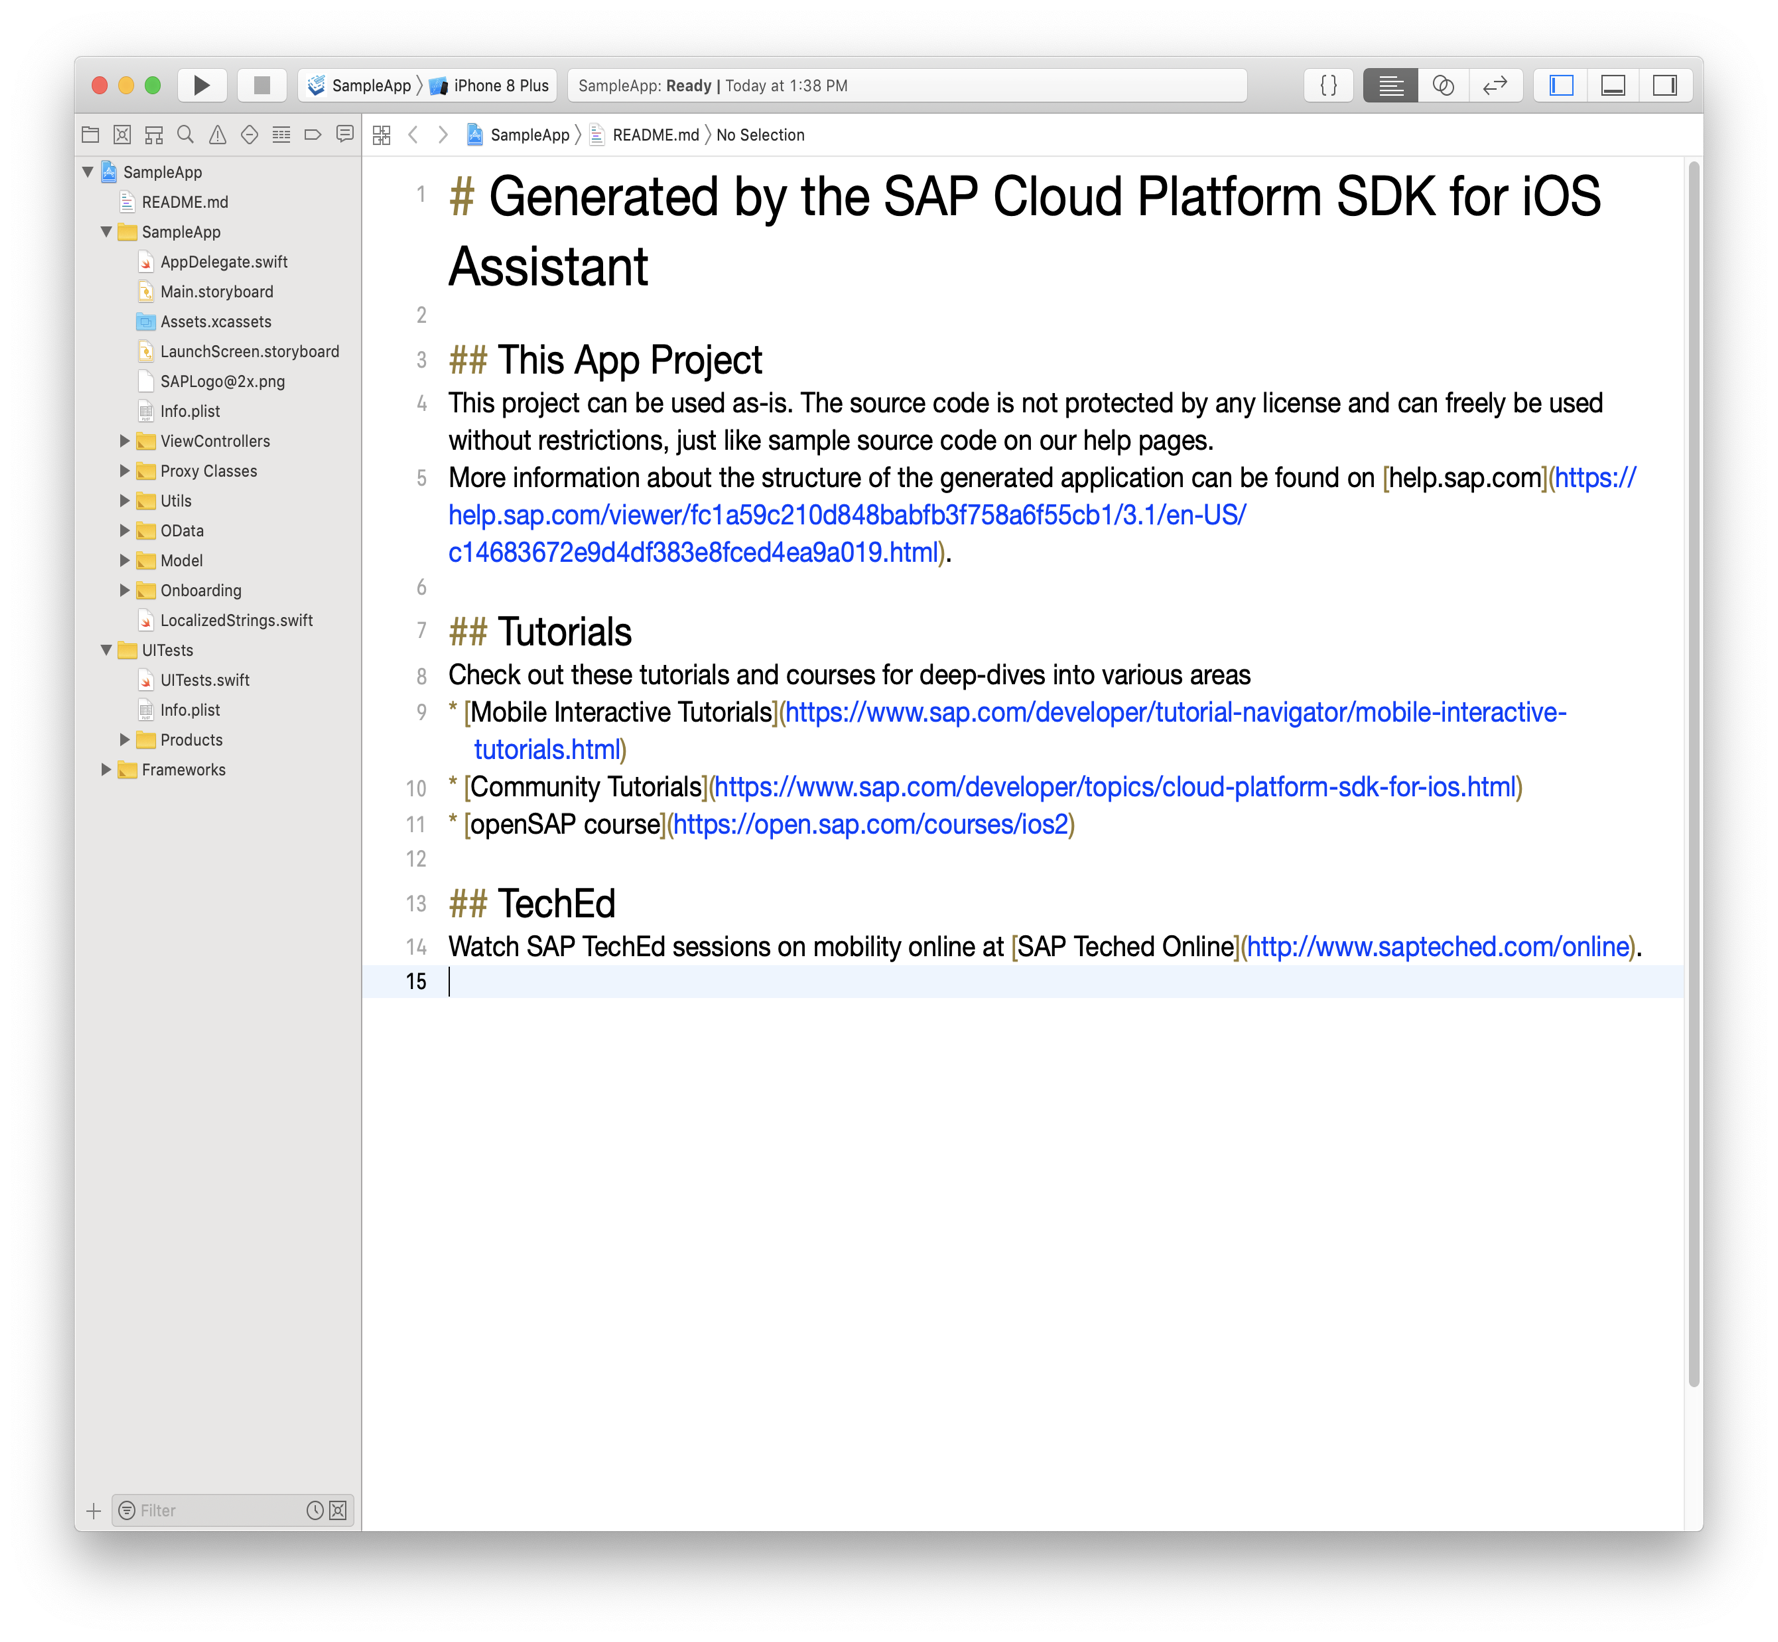 SampleApp 〉 iPhone 8 Plus
SampleApp: Ready | Today at 1:38 PM
{}
SampleApp 〉 README.md 〉 No Selection
SampleApp
README.md
SampleApp
AppDelegate.swift
Main.storyboard
Assets.xcassets
LaunchScreen.storyboard
SAPLogo@2x.png
Info.plist
ViewControllers
Proxy Classes
Utils
OData
Model
Onboarding
LocalizedStrings.swift
UITests
UITests.swift
Info.plist
Products
Frameworks
Filter
1 # Generated by the SAP Cloud Platform SDK for iOS
Assistant
2
3 ## This App Project
4 This project can be used as-is. The source code is not protected by any license and can freely be used
without restrictions, just like sample source code on our help pages.
5 More information about the structure of the generated application can be found on [help.sap.com](https://
help.sap.com/viewer/fc1a59c210d848babfb3f758a6f55cb1/3.1/en-US/
c14683672e9d4df383e8fced4ea9a019.html).
6
7 ## Tutorials
8 Check out these tutorials and courses for deep-dives into various areas
9 * [Mobile Interactive Tutorials](https://www.sap.com/developer/tutorial-navigator/mobile-interactive-
tutorials.html)
10 * [Community Tutorials](https://www.sap.com/developer/topics/cloud-platform-sdk-for-ios.html)
11 * [openSAP course](https://open.sap.com/courses/ios2)
12
13 ## TechEd
14 Watch SAP TechEd sessions on mobility online at [SAP Teched Online](http://www.sapteched.com/online).
15